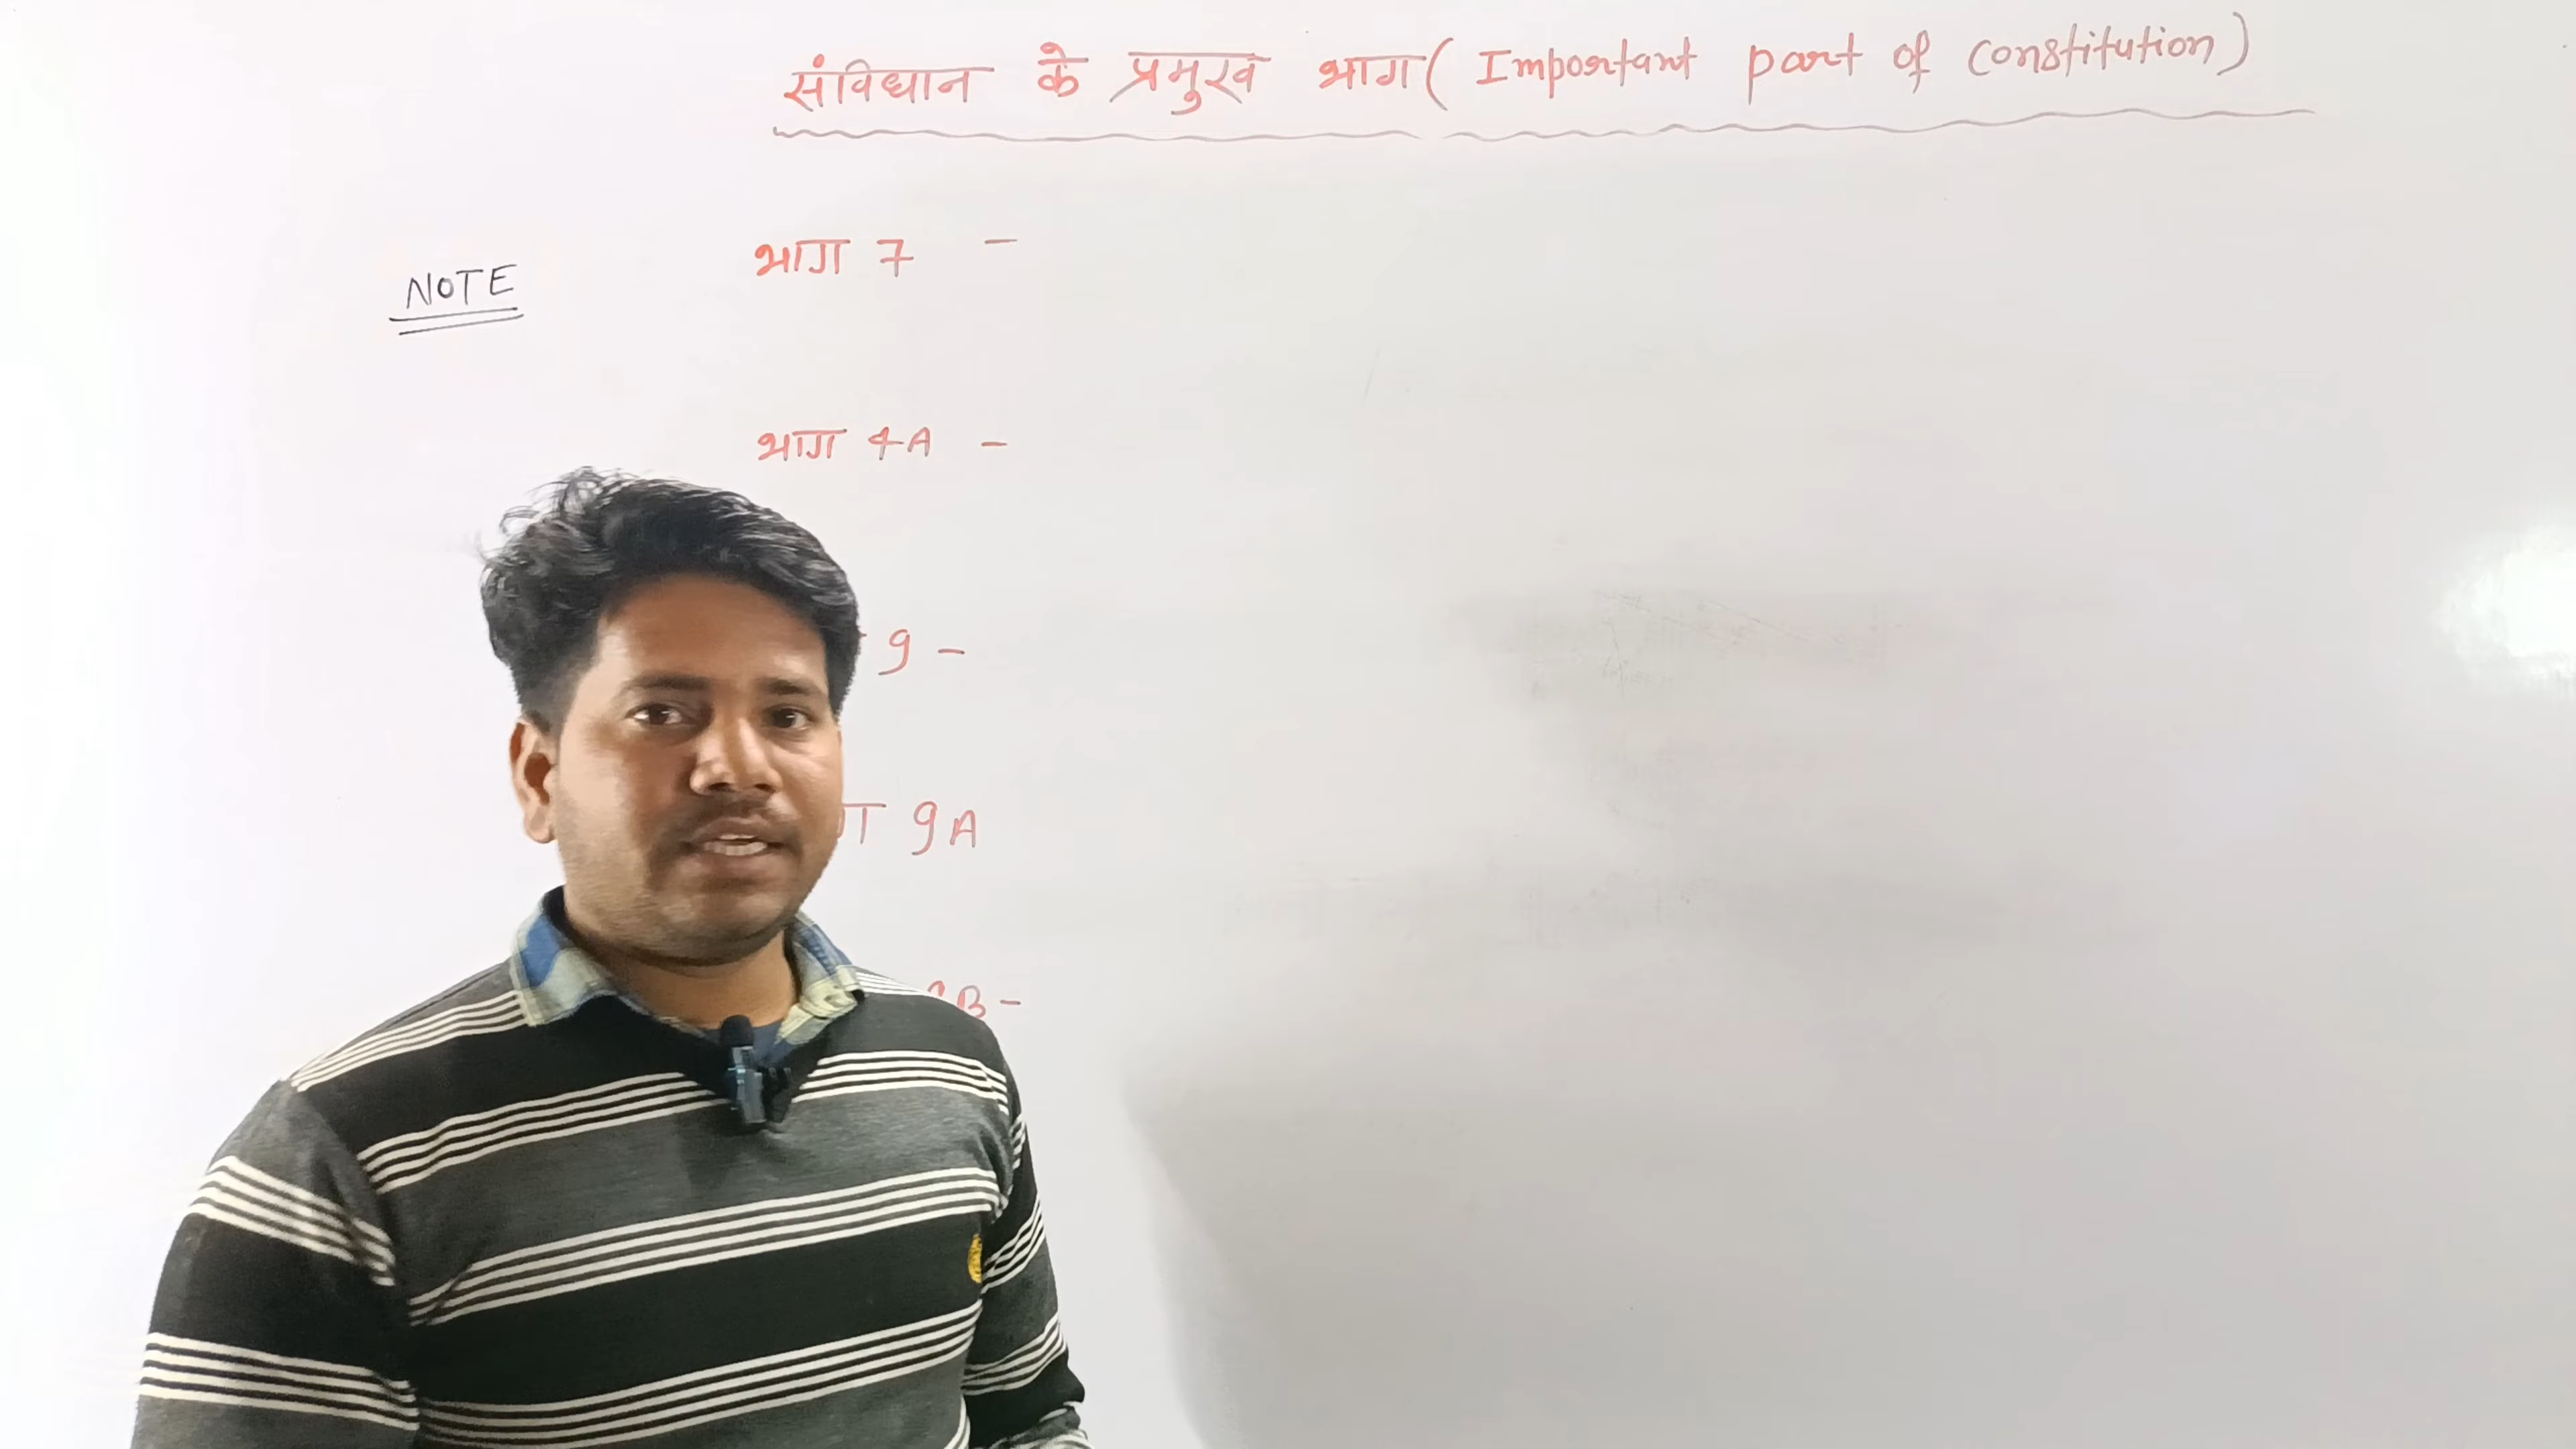 संविधान के प्रमुख भाग ( Important part of Constitution )
NOTE
भाग 7 -
भाग 4A -
9 -
9A
B -